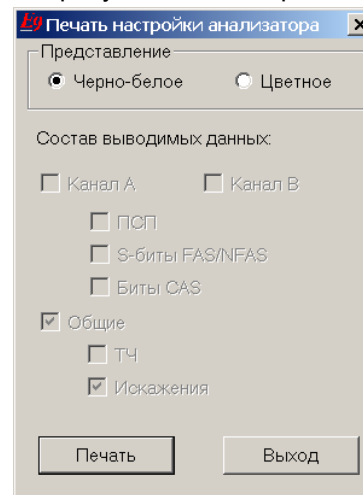 E9 Печать настройки анализатора
Представление
Черно-белое Цветное
Состав выводимых данных:
Канал А Канал В
ПСП
S-биты FAS/NFAS
Биты CAS
Общие
ТЧ
Искажения
Печать Выход